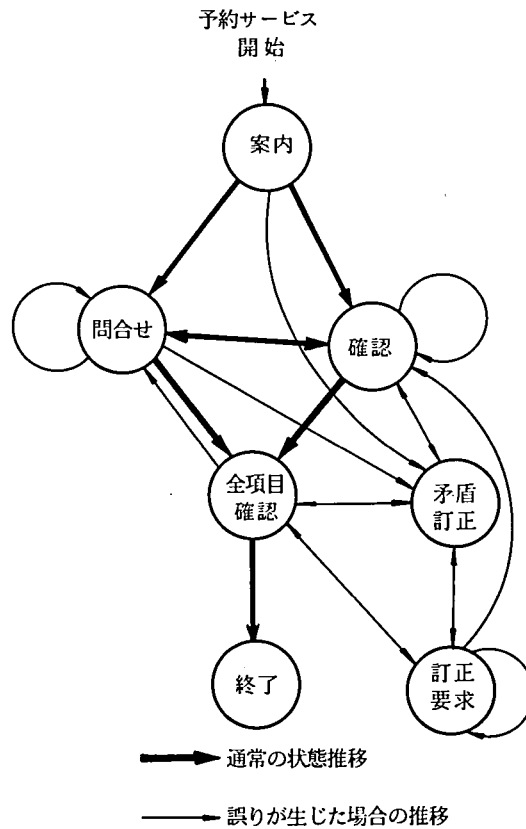 予約サービス
開始
案内
問合せ
確認
全項目
確認
矛盾
訂正
終了
訂正
要求
通常の状態推移
誤りが生じた場合の推移